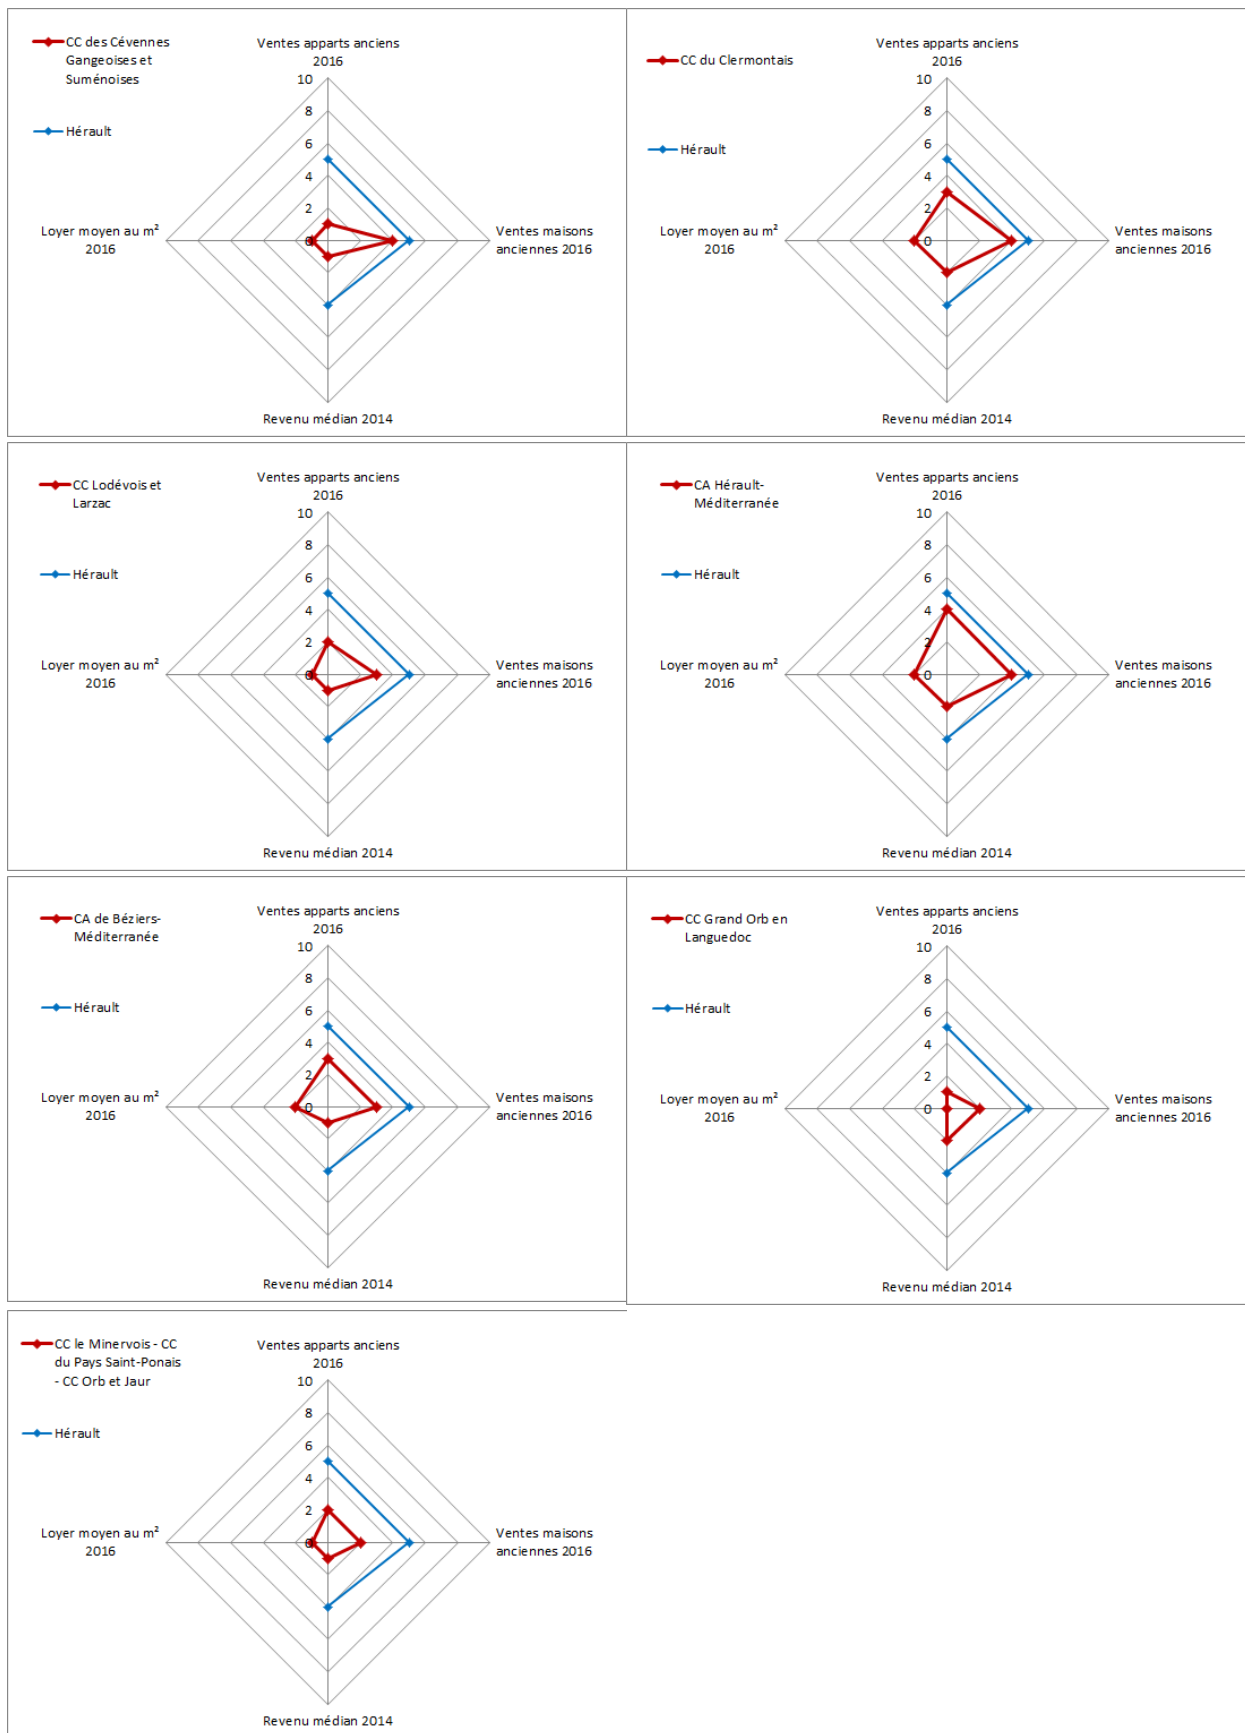 CC des Cévennes
Gangeoises et
Suménoises
Hérault
Ventes apparts anciens
2016
10
8
6
4
2
0
Loyer moyen au m²
2016
Ventes maisons
anciennes 2016
Revenu médian 2014
CC du Clermontais
Hérault
Ventes apparts anciens
2016
10
8
6
4
2
0
Loyer moyen au m²
2016
Ventes maisons
anciennes 2016
Revenu médian 2014
CC Lodévois et
Larzac
Hérault
Ventes apparts anciens
2016
10
8
6
4
2
0
Loyer moyen au m²
2016
Ventes maisons
anciennes 2016
Revenu médian 2014
CA Hérault-
Méditerranée
Hérault
Ventes apparts anciens
2016
10
8
6
4
2
0
Loyer moyen au m²
2016
Ventes maisons
anciennes 2016
Revenu médian 2014
CA de Béziers-
Méditerranée
Hérault
Ventes apparts anciens
2016
10
8
6
4
2
0
Loyer moyen au m²
2016
Ventes maisons
anciennes 2016
Revenu médian 2014
CC Grand Orb en
Languedoc
Hérault
Ventes apparts anciens
2016
10
8
6
4
2
0
Loyer moyen au m²
2016
Ventes maisons
anciennes 2016
Revenu médian 2014
CC le Minervois - CC
du Pays Saint-Ponais
- CC Orb et Jaur
Hérault
Ventes apparts anciens
2016
10
8
6
4
2
0
Loyer moyen au m²
2016
Ventes maisons
anciennes 2016
Revenu médian 2014